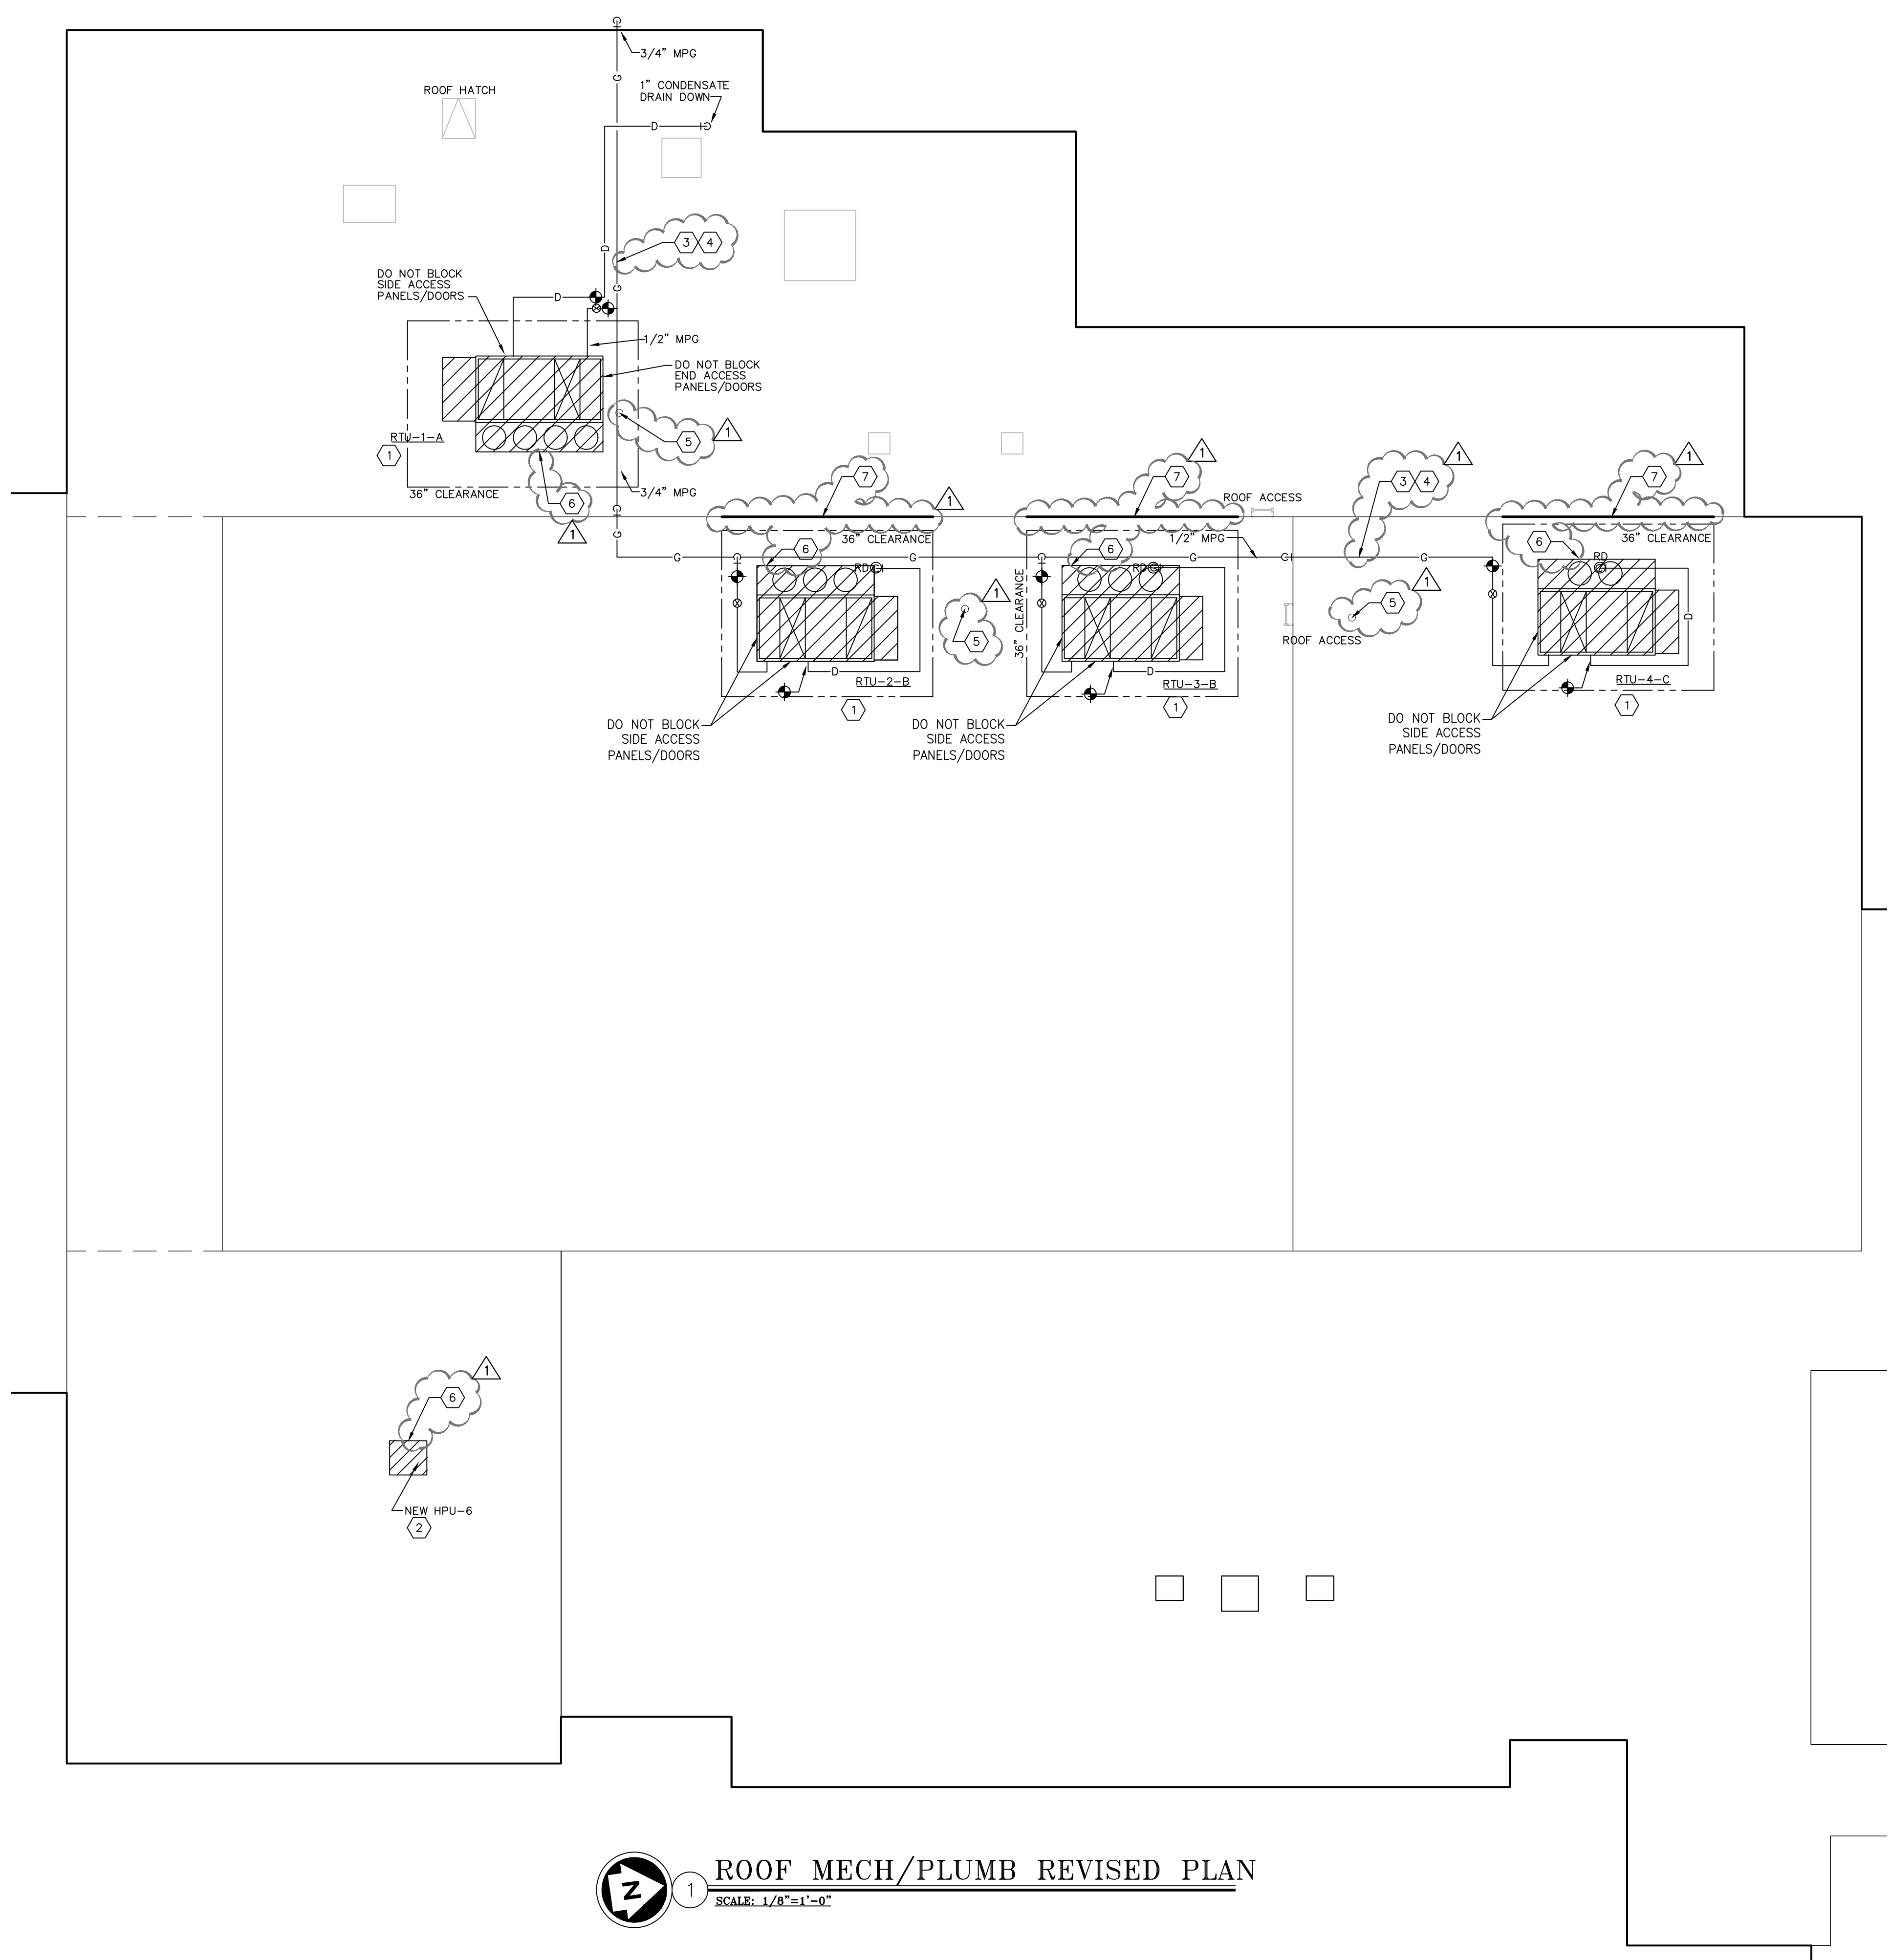 3/4" MPG
G
ROOF HATCH
1" CONDENSATE
DRAIN DOWN
D
3 4
D
DO NOT BLOCK
SIDE ACCESS
PANELS/DOORS
D
G
1/2" MPG
DO NOT BLOCK
END ACCESS
PANELS/DOORS
5
1
RTU-1-A
1
36" CLEARANCE
3/4" MPG
6
1
7
1
7
1
ROOF ACCESS
3 4
1
7
1
G
36" CLEARANCE
1/2" MPG
36" CLEARANCE
6
6
6
G
G
G
G
RD
RD
RD
36" CLEARANCE
1
5
ROOF ACCESS
5
1
D
D
D
RTU-2-B
1
RTU-3-B
1
RTU-4-C
1
DO NOT BLOCK
SIDE ACCESS
PANELS/DOORS
DO NOT BLOCK
SIDE ACCESS
PANELS/DOORS
DO NOT BLOCK
SIDE ACCESS
PANELS/DOORS
1
6
NEW HPU-6
2
N
1
ROOF MECH/PLUMB REVISED PLAN
SCALE: 1/8"=1'-0"